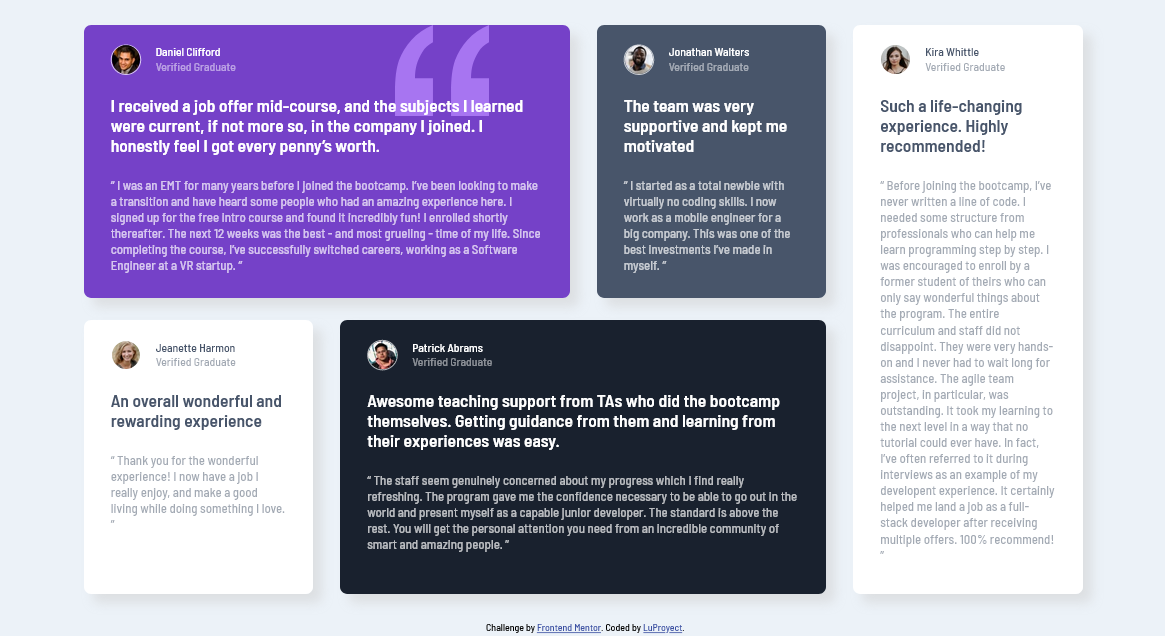 Daniel Clifford
Verified Graduate
I received a job offer mid-course, and the subjects I learned
were current, if not more so, in the company I joined. I
honestly feel I got every penny’s worth.
“ I was an EMT for many years before I joined the bootcamp. I’ve been looking to make
a transition and have heard some people who had an amazing experience here. I
signed up for the free intro course and found it incredibly fun! I enrolled shortly
thereafter. The next 12 weeks was the best - and most grueling - time of my life. Since
completing the course, I’ve successfully switched careers, working as a Software
Engineer at a VR startup. ”
Jonathan Walters
Verified Graduate
The team was very
supportive and kept me
motivated
“ I started as a total newbie with
virtually no coding skills. I now
work as a mobile engineer for a
big company. This was one of the
best investments I’ve made in
myself. ”
Kira Whittle
Verified Graduate
Such a life-changing
experience. Highly
recommended!
“ Before joining the bootcamp, I’ve
never written a line of code. I
needed some structure from
professionals who can help me
learn programming step by step. I
was encouraged to enroll by a
former student of theirs who can
only say wonderful things about
the program. The entire
curriculum and staff did not
disappoint. They were very hands-
on and I never had to wait long for
assistance. The agile team
project, in particular, was
outstanding. It took my learning to
the next level in a way that no
tutorial could ever have. In fact,
I’ve often referred to it during
interviews as an example of my
developent experience. It certainly
helped me land a job as a full-
stack developer after receiving
multiple offers. 100% recommend!
”
Jeanette Harmon
Verified Graduate
An overall wonderful and
rewarding experience
“ Thank you for the wonderful
experience! I now have a job I
really enjoy, and make a good
living while doing something I love.
”
Patrick Abrams
Verified Graduate
Awesome teaching support from TAs who did the bootcamp
themselves. Getting guidance from them and learning from
their experiences was easy.
“ The staff seem genuinely concerned about my progress which I find really
refreshing. The program gave me the confidence necessary to be able to go out in the
world and present myself as a capable junior developer. The standard is above the
rest. You will get the personal attention you need from an incredible community of
smart and amazing people. ”
Challenge by Frontend Mentor. Coded by LuProyect.